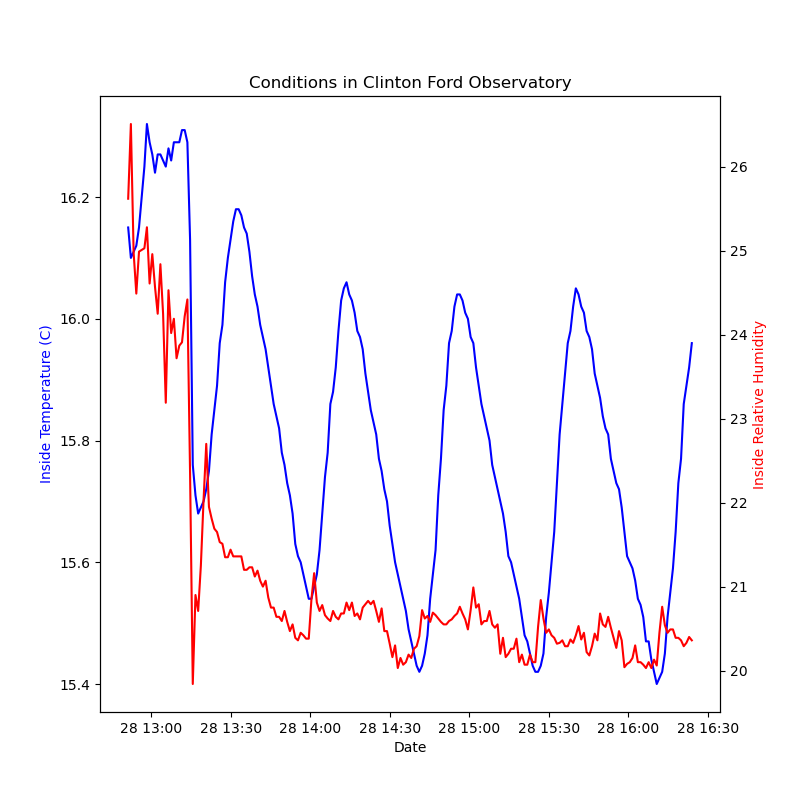 Conditions in Clinton Ford Observatory
Inside Temperature (C)
16.2
16.0
15.8
15.6
15.4
26
25
24
23
22
21
20
Inside Relative Humidity
28 13:00 28 13:30 28 14:00 28 14:30 28 15:00 28 15:30 28 16:00 28 16:30
Date